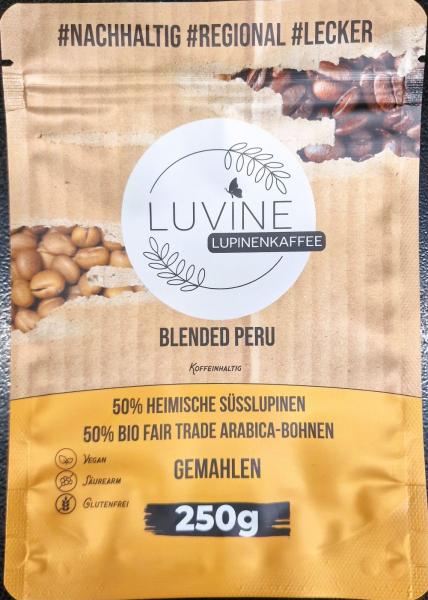 #NACHHALTIG #REGIONAL #LECKER
LUVINE
LUPINENKAFFEE
BLENDED PERU
KOFFEINHALTIG
50% HEIMISCHE SÜSSLUPINEN
50% BIO FAIR TRADE ARABICA-BOHNEN
VEGAN
SÄUREARM
GLUTENFREI
GEMAHLEN
250g